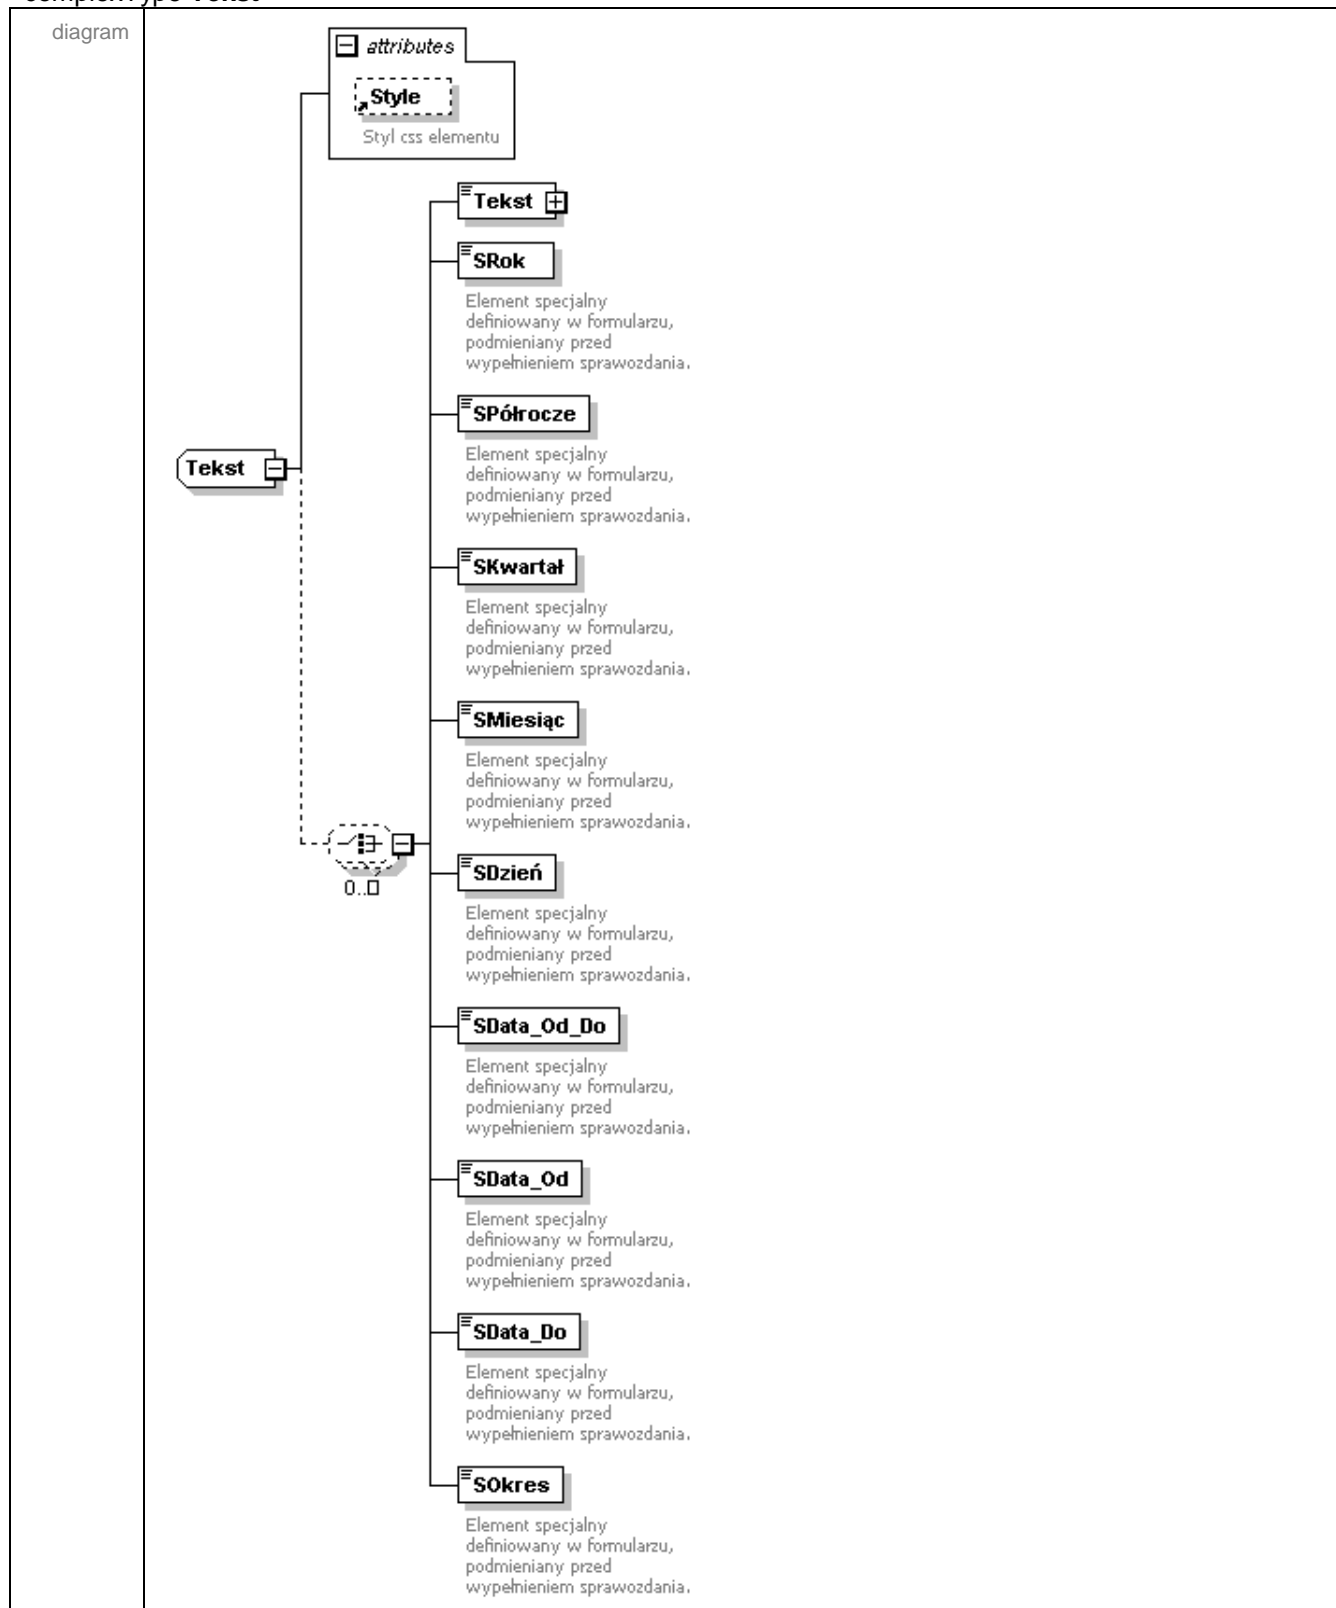 complexType Tekst
diagram
attributes
Style
Styl css elementu
Tekst
SRok
Element specjalny
definiowany w formularzu,
podmieniany przed
wypełnieniem sprawozdania.
SPółrocze
Element specjalny
definiowany w formularzu,
podmieniany przed
wypełnieniem sprawozdania.
Tekst
SKwartał
Element specjalny
definiowany w formularzu,
podmieniany przed
wypełnieniem sprawozdania.
SMiesiąc
Element specjalny
definiowany w formularzu,
podmieniany przed
wypełnieniem sprawozdania.
0..
SDzień
Element specjalny
definiowany w formularzu,
podmieniany przed
wypełnieniem sprawozdania.
SData_Od_Do
Element specjalny
definiowany w formularzu,
podmieniany przed
wypełnieniem sprawozdania.
SData_Od
Element specjalny
definiowany w formularzu,
podmieniany przed
wypełnieniem sprawozdania.
SData_Do
Element specjalny
definiowany w formularzu,
podmieniany przed
wypełnieniem sprawozdania.
SOkres
Element specjalny
definiowany w formularzu,
podmieniany przed
wypełnieniem sprawozdania.